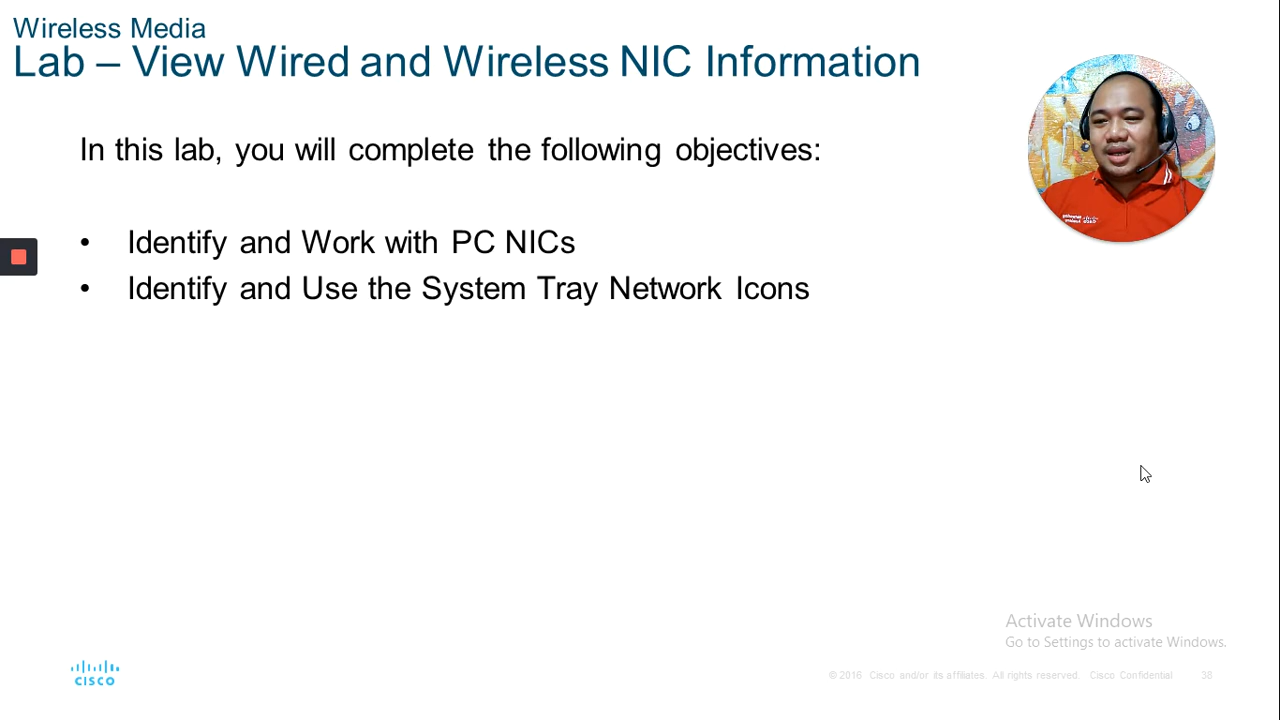 Wireless Media
Lab – View Wired and Wireless NIC Information
In this lab, you will complete the following objectives:
• Identify and Work with PC NICs
• Identify and Use the System Tray Network Icons
Activate Windows
Go to Settings to activate Windows.
CISCO
© 2016 Cisco and/or its affiliates. All rights reserved. Cisco Confidential 38